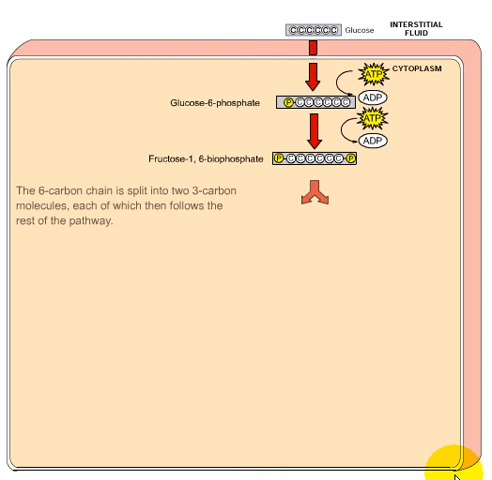 CCCCCC Glucose
INTERSTITIAL
FLUID
CYTOPLASM
ATP
ADP
Glucose-6-phosphate
P C C C C C C
ATP
ADP
Fructose-1, 6-biophosphate
P C C C C C C P
The 6-carbon chain is split into two 3-carbon
molecules, each of which then follows the
rest of the pathway.